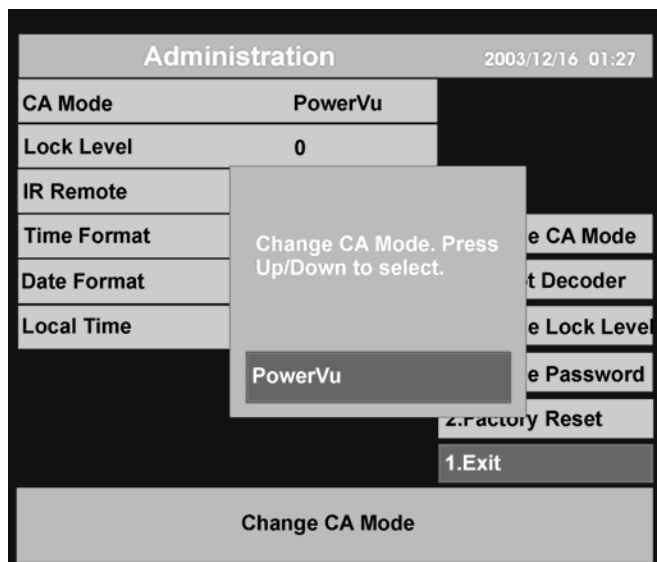 Administration 2003/12/16 01:27
CA Mode PowerVu
Lock Level 0
IR Remote
Time Format
Date Format
Local Time
Change CA Mode. Press
Up/Down to select.
PowerVu
e CA Mode
t Decoder
e Lock Level
e Password
2.Factory Reset
1.Exit
Change CA Mode